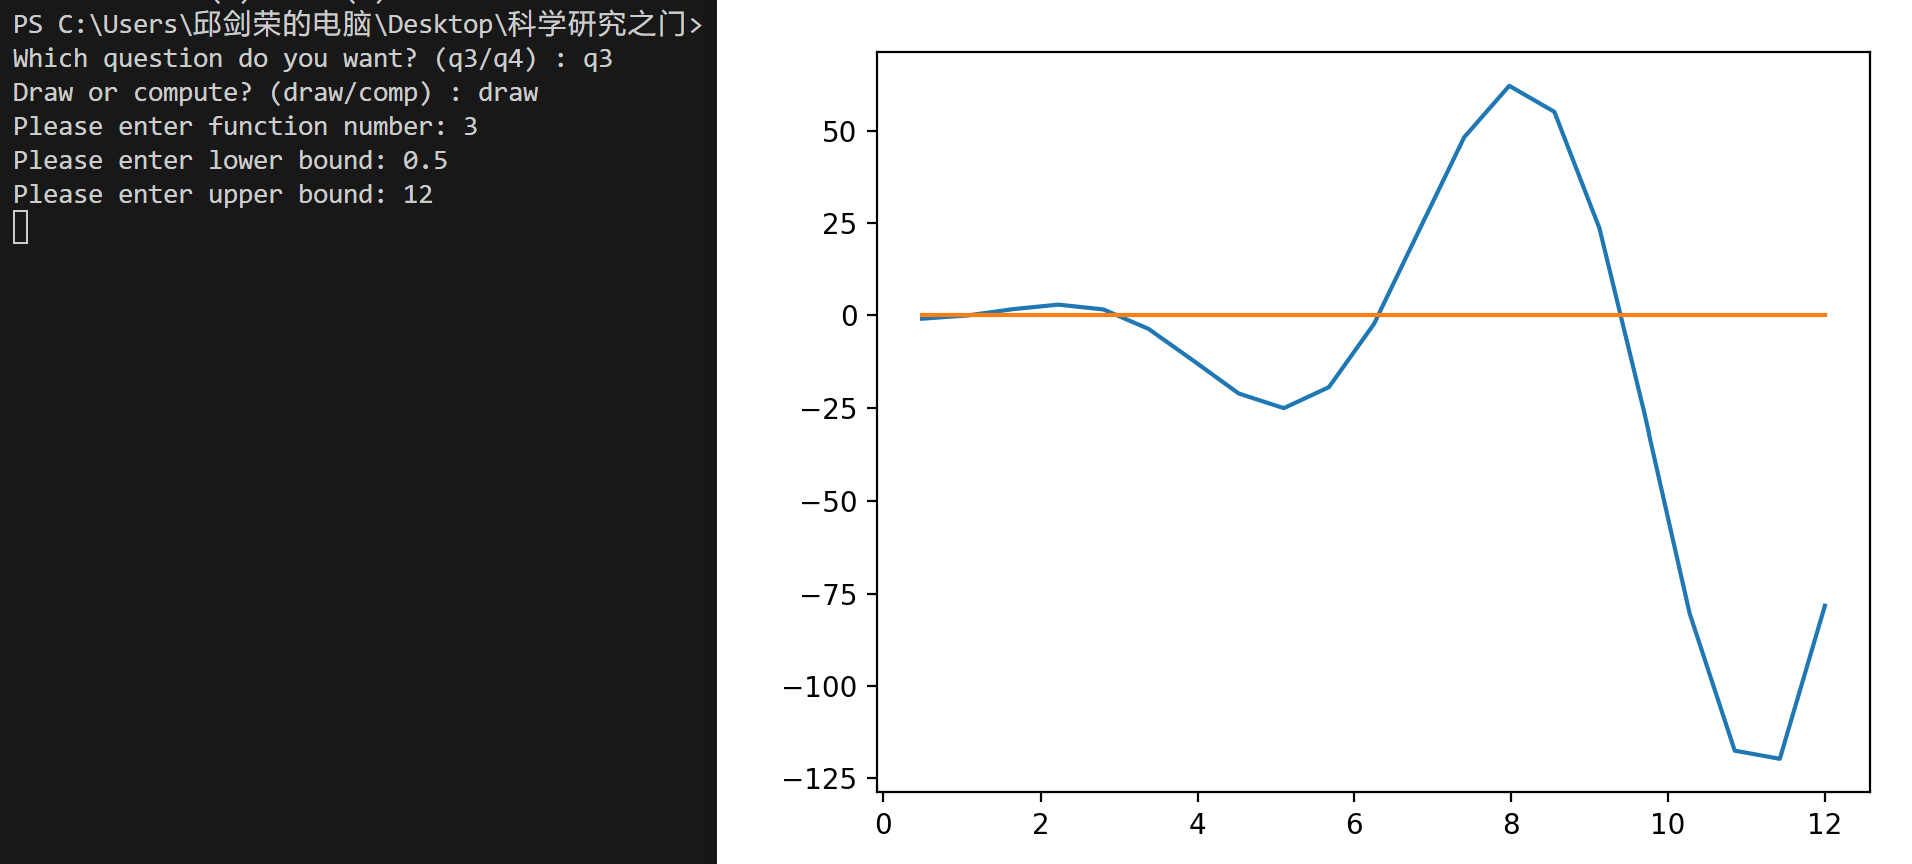 PS C:\Users\邱剑荣的电脑\Desktop\科学研究之门>
Which question do you want? (q3/q4) : q3
Draw or compute? (draw/comp) : draw
Please enter function number: 3
Please enter lower bound: 0.5
Please enter upper bound: 12
50
25
0
−25
−50
−75
−100
−125
0 2 4 6 8 10 12